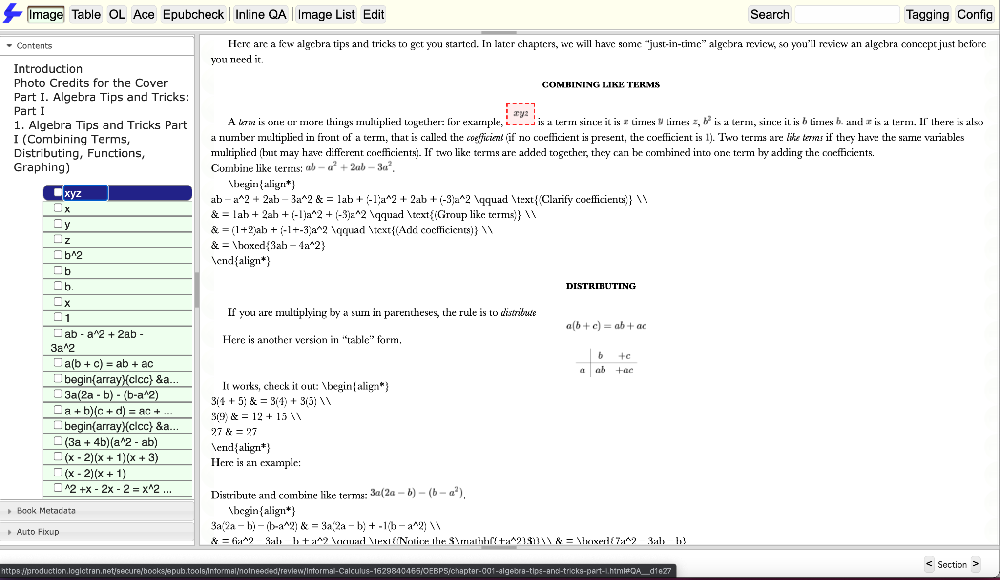 Image Table OL Ace Epubcheck Inline QA Image List Edit Search Tagging Config
Contents
Introduction
Photo Credits for the Cover
Part I. Algebra Tips and Tricks:
Part I
1. Algebra Tips and Tricks Part
I (Combining Terms,
Distributing, Functions,
Graphing)
xyz
x
y
z
b^2
b
b.
x
1
ab - a^2 + 2ab -
3a^2
a(b + c) = ab + ac
begin{array}{clcc} &a...
3a(2a - b) - (b-a^2)
a + b)(c + d) = ac + ...
begin{array}{clcc} &a...
(3a + 4b)(a^2 - ab)
(x - 2)(x + 1)(x + 3)
(x - 2)(x + 1)
^2 +x - 2x - 2 = x^2 ...
Book Metadata
Auto Fixup
Here are a few algebra tips and tricks to get you started. In later chapters, we will have some “just-in-time” algebra review, so you’ll review an algebra concept just before
you need it.
COMBINING LIKE TERMS
A term is one or more things multiplied together: for example, xyz is a term since it is x times y times z, b² is a term, since it is b times b. and x is a term. If there is also
a number multiplied in front of a term, that is called the coefficient (if no coefficient is present, the coefficient is 1). Two terms are like terms if they have the same variables
multiplied (but may have different coefficients). If two like terms are added together, they can be combined into one term by adding the coefficients.
Combine like terms: ab − a² + 2ab − 3a².
\begin{align*}
ab – a^2 + 2ab – 3a^2 & = 1ab + (-1)a^2 + 2ab + (-3)a^2 \qquad \text{(Clarify coefficients)} \\
& = 1ab + 2ab + (-1)a^2 + (-3)a^2 \qquad \text{(Group like terms)} \\
& = (1+2)ab + (-1+-3)a^2 \qquad \text{(Add coefficients)} \\
& = \boxed{3ab – 4a^2}
\end{align*}
DISTRIBUTING
If you are multiplying by a sum in parentheses, the rule is to distribute
a(b + c) = ab + ac
Here is another version in “table” form.
b +c
a ab +ac
It works, check it out: \begin{align*}
3(4 + 5) & = 3(4) + 3(5) \\
3(9) & = 12 + 15 \\
27 & = 27
\end{align*}
Here is an example:
Distribute and combine like terms: 3a(2a − b) − (b − a²).
\begin{align*}
3a(2a – b) – (b-a^2) & = 3a(2a – b) + -1(b – a^2) \\
& = 6a^2 – 3ab – b + a^2 \qquad \text{(Notice the $\mathbf{+a^2}$)}\\ & = \boxed{7a^2 – 3ab – b}
< Section >
https://production.logictran.net/secure/books/epub.tools/informal/notneeded/review/Informal-Calculus-1629840466/OEBPS/chapter-001-algebra-tips-and-tricks-part-i.html#QA__d1e27